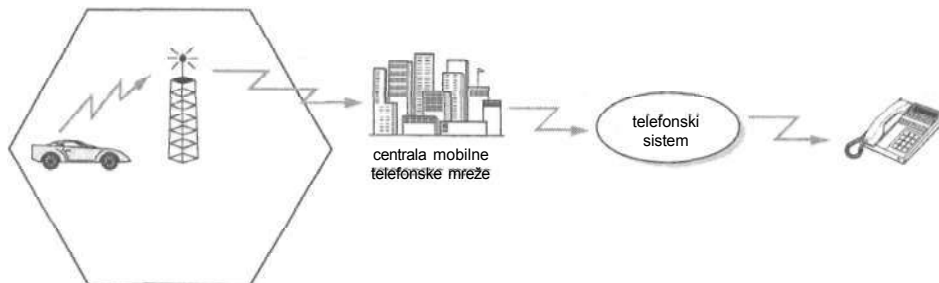 centrala mobilne
telefonske mreže
telefonski
sistem